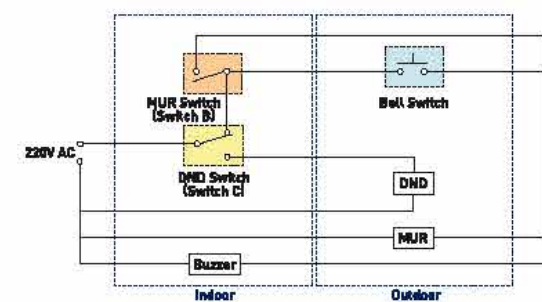 MUR Switch
(Switch B)
Bell Switch
220V AC
DND Switch
(Switch C)
DND
MUR
Buzzer
Indoor
Outdoor